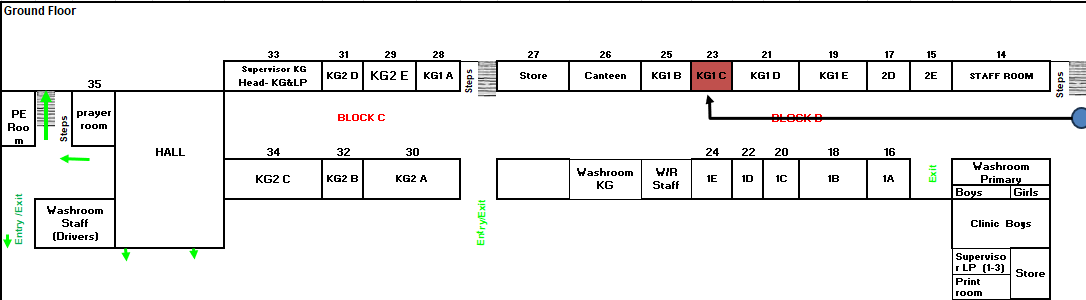 Ground Floor
33
31
29
28
27
26
25
23
21
19
17
15
14
Supervisor KG
Head- KG&LP
KG2 D
KG2 E
KG1 A
Steps
Store
Canteen
KG1 B
KG1 C
KG1 D
KG1 E
2D
2E
STAFF ROOM
Steps
35
PE
Roo
m
Steps
prayer
room
HALL
BLOCK C
BLOCK B
34
32
30
24
22
20
18
16
KG2 C
KG2 B
KG2 A
Washroom
KG
W/R
Staff
1E
1D
1C
1B
1A
Exit
Washroom
Primary
Boys
Girls
Entry /Exit
Washroom
Staff
(Drivers)
Entry/Exit
Clinic Boys
Superviso
r LP (1-3)
Print
room
Store